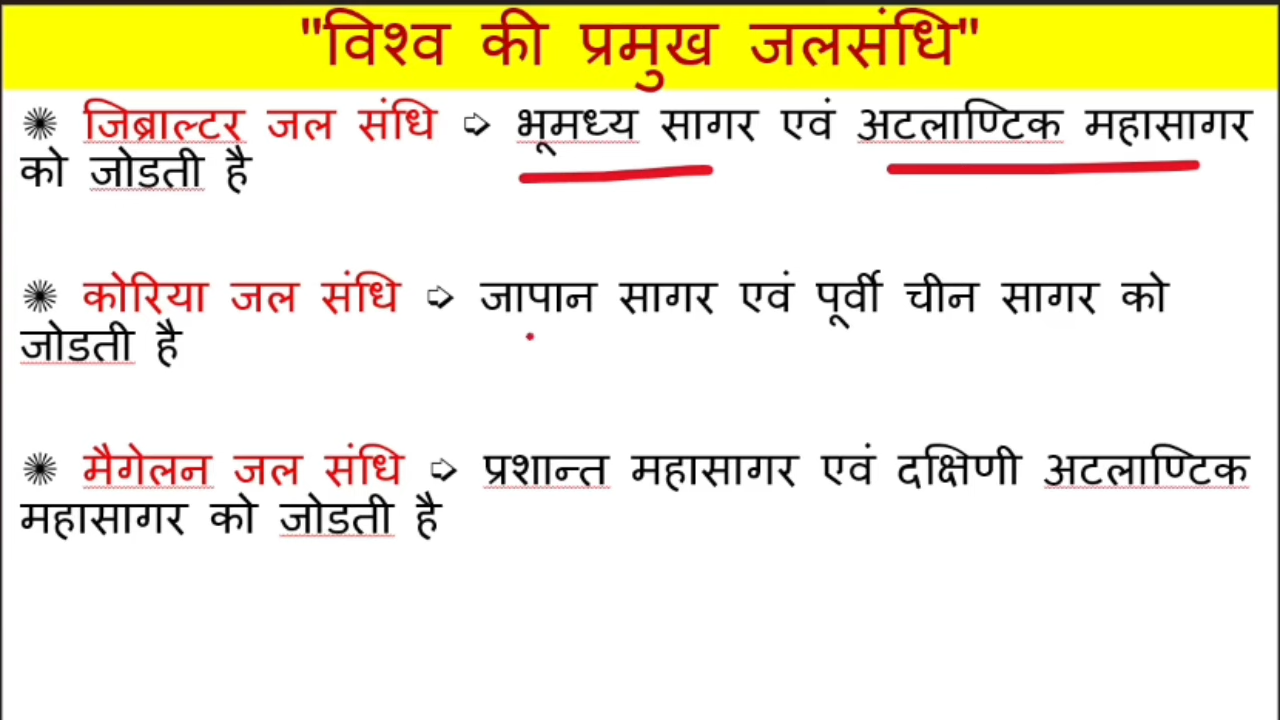 "विश्व की प्रमुख जलसंधि"
✺ जिब्राल्टर जल संधि ➩ भूमध्य सागर एवं अटलाण्टिक महासागर
को जोडती है
✺ कोरिया जल संधि ➩ जापान सागर एवं पूर्वी चीन सागर को
जोडती है
✺ मैगेलन जल संधि ➩ प्रशान्त महासागर एवं दक्षिणी अटलाण्टिक
महासागर को जोडती है